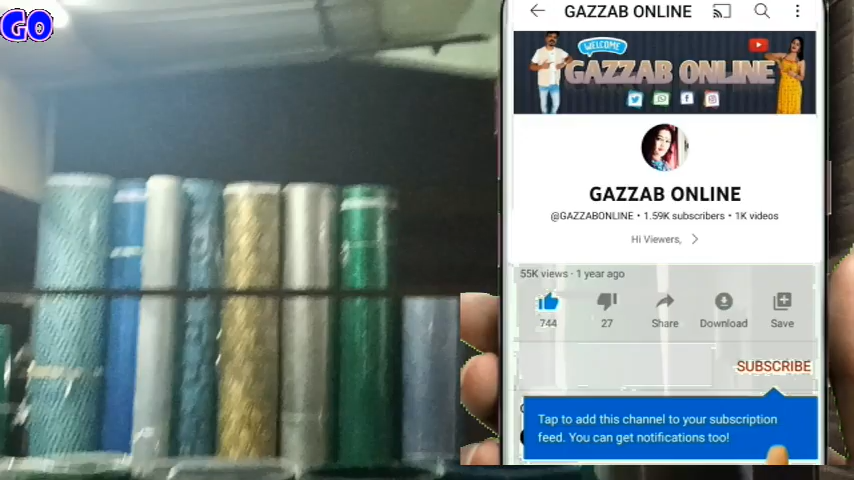 GO
GAZZAB ONLINE
WELCOME
GAZZAB ONLINE
GAZZAB ONLINE
@GAZZABONLINE • 1.59K subscribers • 1K videos
Hi Viewers,
55K views · 1 year ago
744
27
Share
Download
Save
SUBSCRIBE
Tap to add this channel to your subscription
feed. You can get notifications too!